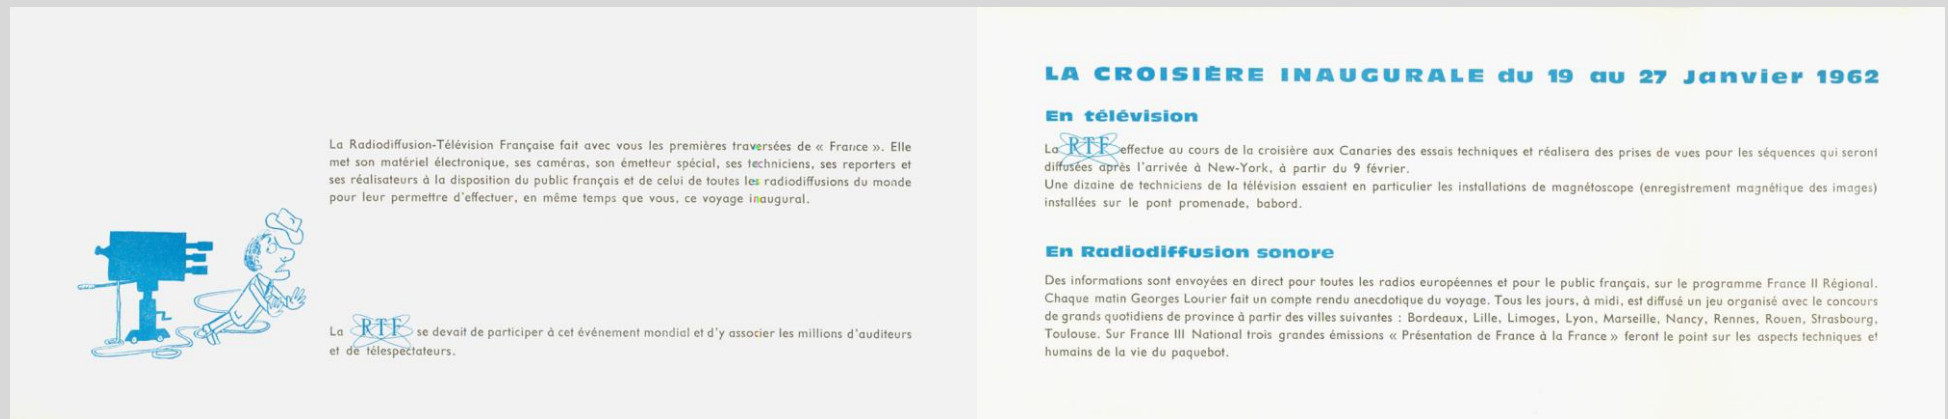 La Radiodiffusion-Télévision Française fait avec vous les premières traversées de « France ». Elle
met son matériel électronique, ses caméras, son émetteur spécial, ses techniciens, ses reporters et
ses réalisateurs à la disposition du public français et de celui de toutes les radiodiffusions du monde
pour leur permettre d'effectuer, en même temps que vous, ce voyage inaugural.
La RTF se devait de participer à cet événement mondial et d'y associer les millions d'auditeurs
et de télespectateurs.
LA CROISIÈRE INAUGURALE du 19 au 27 Janvier 1962
En télévision
La RTF effectue au cours de la croisière aux Canaries des essais techniques et réalisera des prises de vues pour les séquences qui seront
diffusées après l'arrivée à New-York, à partir du 9 février.
Une dizaine de techniciens de la télévision essaient en particulier les installations de magnétoscope (enregistrement magnétique des images)
installées sur le pont promenade, babord.
En Radiodiffusion sonore
Des informations sont envoyées en direct pour toutes les radios européennes et pour le public français, sur le programme France II Régional.
Chaque matin Georges Lourier fait un compte rendu anecdotique du voyage. Tous les jours, à midi, est diffusé un jeu organisé avec le concours
de grands quotidiens de province à partir des villes suivantes : Bordeaux, Lille, Limoges, Lyon, Marseille, Nancy, Rennes, Rouen, Strasbourg,
Toulouse. Sur France III National trois grandes émissions « Présentation de France à la France » feront le point sur les aspects techniques et
humains de la vie du paquebot.